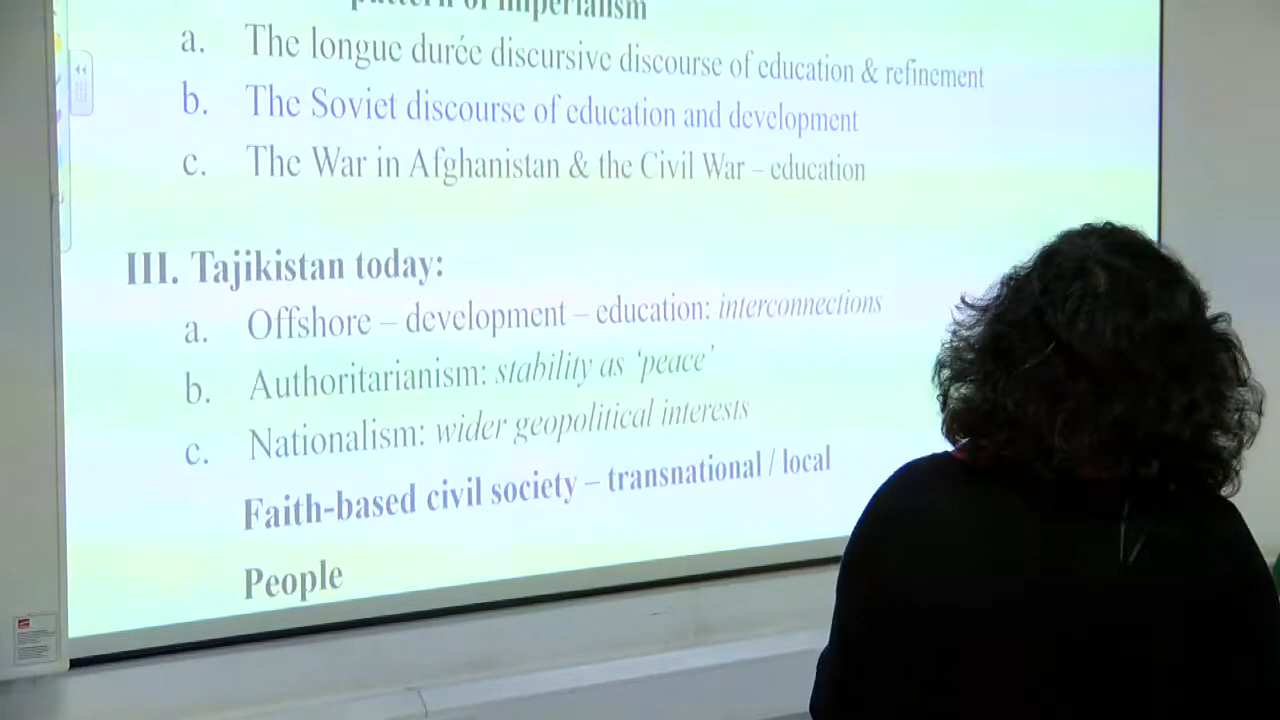 pattern of imperialism
a. The longue durée discursive discourse of education & refinement
b. The Soviet discourse of education and development
c. The War in Afghanistan & the Civil War – education
III. Tajikistan today:
a. Offshore – development – education: interconnections
b. Authoritarianism: stability as ‘peace’
c. Nationalism: wider geopolitical interests
Faith-based civil society – transnational / local
People